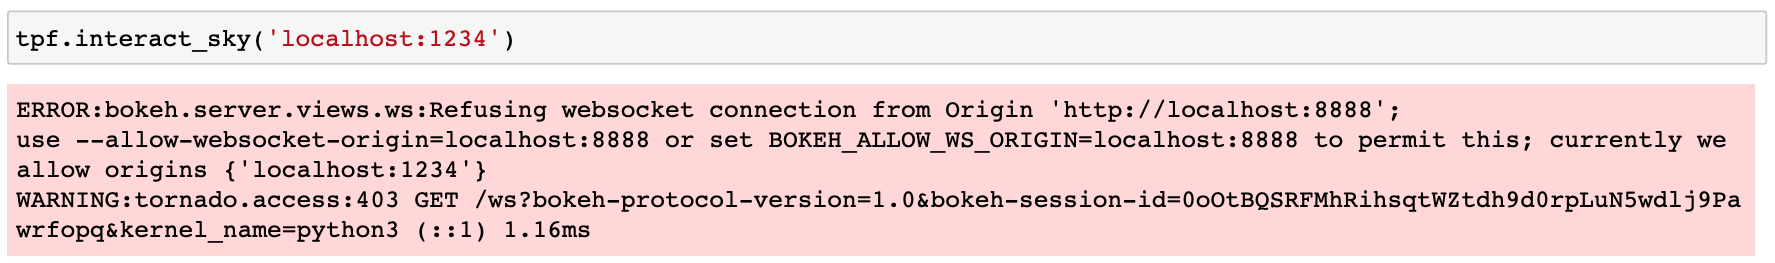 tpf.interact_sky('localhost:1234')
ERROR:bokeh.server.views.ws:Refusing websocket connection from Origin 'http://localhost:8888';
use --allow-websocket-origin=localhost:8888 or set BOKEH_ALLOW_WS_ORIGIN=localhost:8888 to permit this; currently we
allow origins {'localhost:1234'}
WARNING:tornado.access:403 GET /ws?bokeh-protocol-version=1.0&bokeh-session-id=0oOtBQSRFMhRihsqtWZtdh9d0rpLuN5wdlj9Pa
wrfopq&kernel_name=python3 (::1) 1.16ms